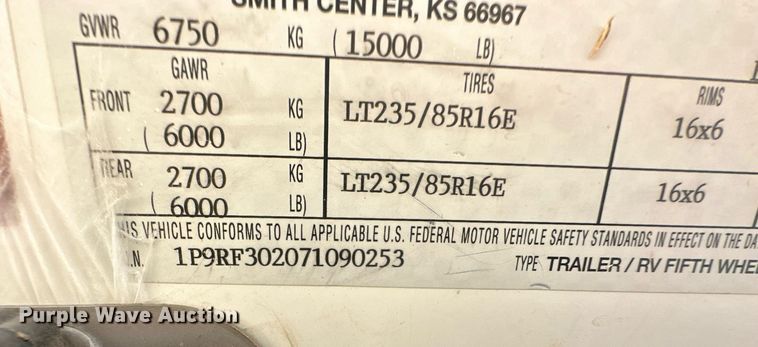 SMITH CENTER, KS 66967
GVWR 6750 KG (15000 LB)
GAWR TIRES RIMS
FRONT 2700 KG LT235/85R16E 16x6
( 6000 LB)
REAR 2700 KG LT235/85R16E 16x6
( 6000 LB)
VEHICLE CONFORMS TO ALL APPLICABLE U.S. FEDERAL MOTOR VEHICLE SAFETY STANDARDS IN EFFECT ON THE DA
.N. 1P9RF302071090253 TYPE TRAILER / RV FIFTH WHE
Purple Wave Auction